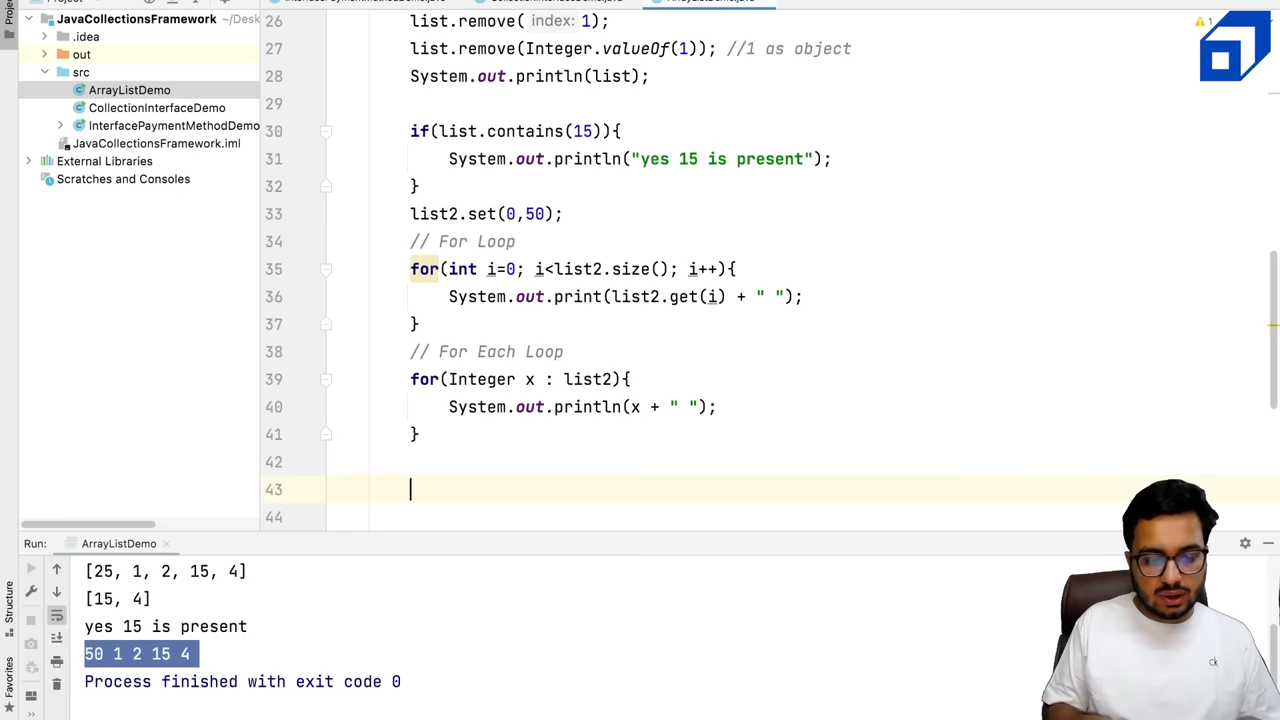 JavaCollectionsFramework ~/Desk
.idea
out
src
ArrayListDemo
CollectionInterfaceDemo
InterfacePaymentMethodDemo
JavaCollectionsFramework.iml
External Libraries
Scratches and Consoles
26 list.remove( index: 1);
27 list.remove(Integer.valueOf(1)); //1 as object
28 System.out.println(list);
29
30 if(list.contains(15)){
31 System.out.println("yes 15 is present");
32 }
33 list2.set(0,50);
34 // For Loop
35 for(int i=0; i<list2.size(); i++){
36 System.out.print(list2.get(i) + " ");
37 }
38 // For Each Loop
39 for(Integer x : list2){
40 System.out.println(x + " ");
41 }
42
43
44
1
Run: ArrayListDemo
[25, 1, 2, 15, 4]
[15, 4]
yes 15 is present
50 1 2 15 4
Process finished with exit code 0
Structure
Favorites